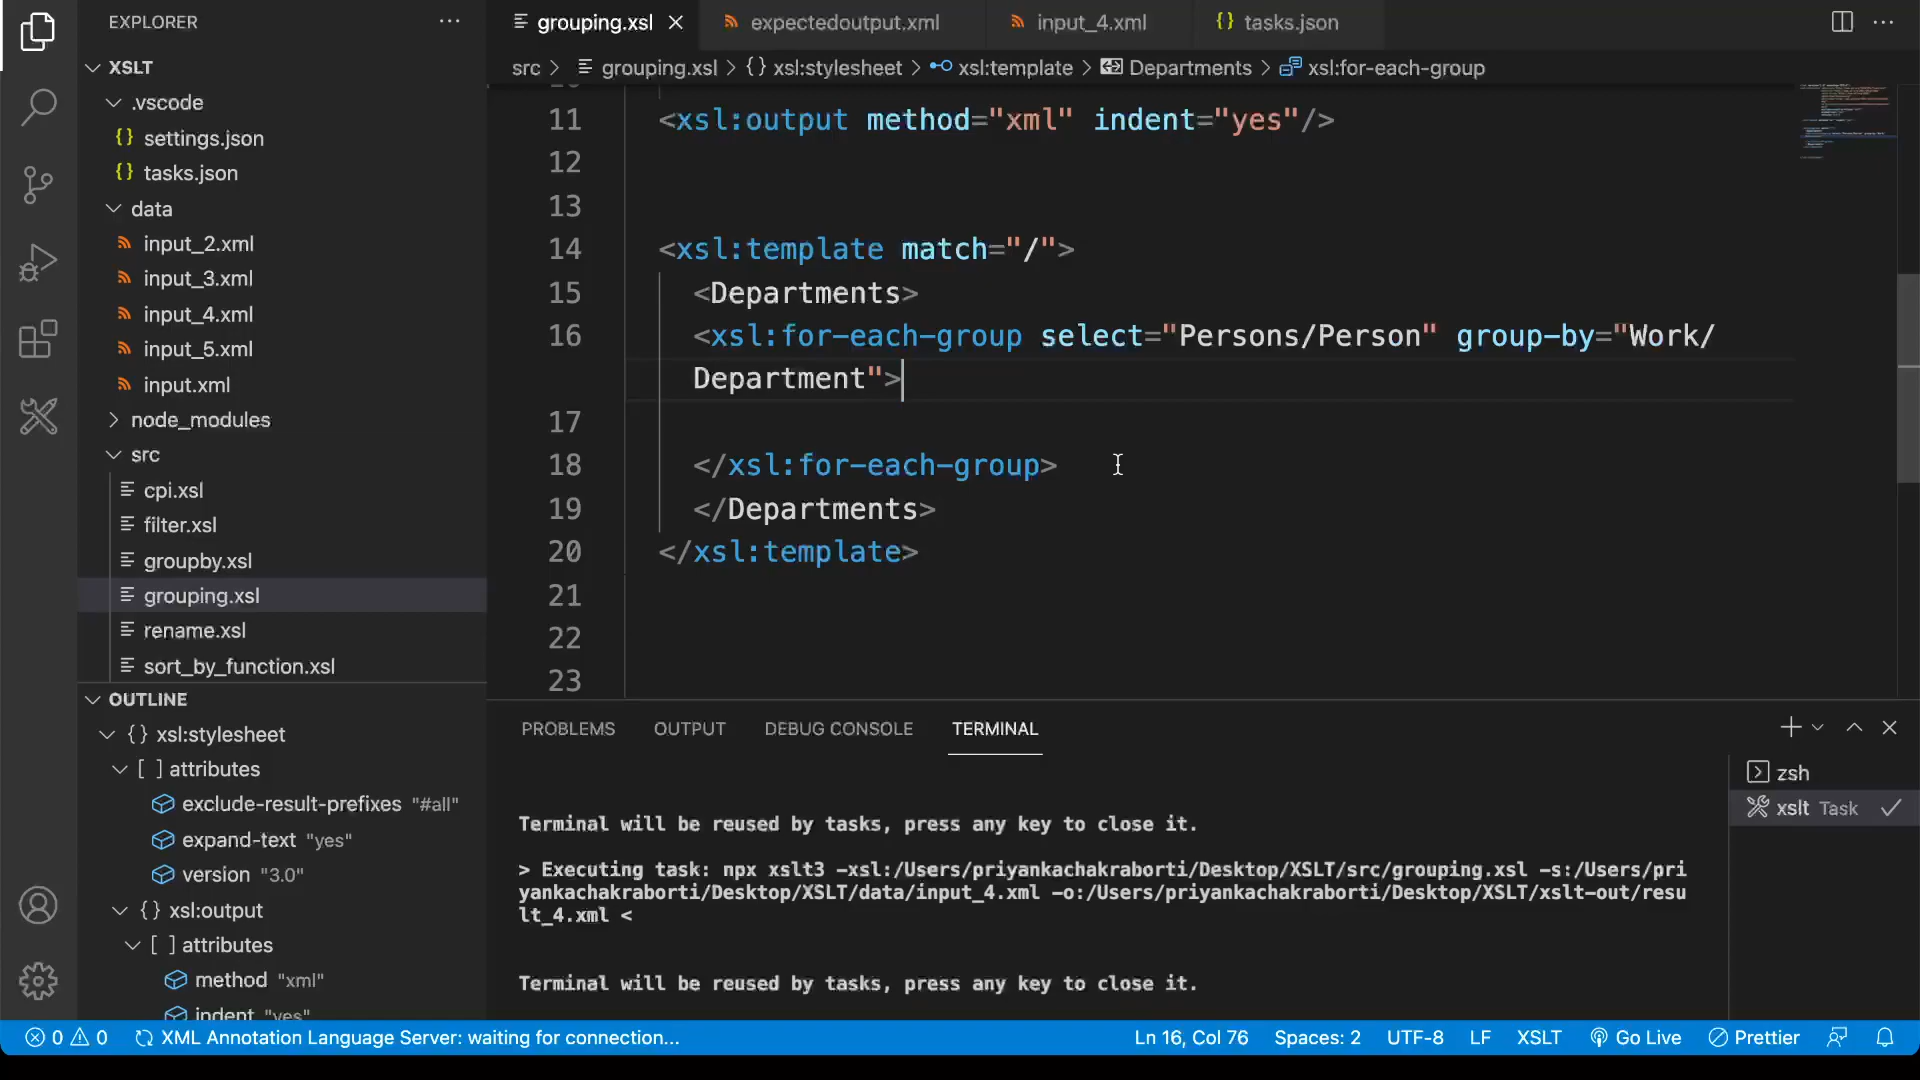 EXPLORER
XSLT
.vscode
settings.json
tasks.json
data
input_2.xml
input_3.xml
input_4.xml
input_5.xml
input.xml
node_modules
src
cpi.xsl
filter.xsl
groupby.xsl
grouping.xsl
rename.xsl
sort_by_function.xsl
OUTLINE
{} xsl:stylesheet
[ ] attributes
exclude-result-prefixes "#all"
expand-text "yes"
version "3.0"
{} xsl:output
[ ] attributes
method "xml"
indent "yes"
grouping.xsl
expectedoutput.xml
input_4.xml
{} tasks.json
src > grouping.xsl > {} xsl:stylesheet > xsl:template > Departments > xsl:for-each-group
11 <xsl:output method="xml" indent="yes"/>
12
13
14 <xsl:template match="/">
15 <Departments>
16 <xsl:for-each-group select="Persons/Person" group-by="Work/
Department">
17
18 </xsl:for-each-group>
19 </Departments>
20 </xsl:template>
21
22
23
PROBLEMS OUTPUT DEBUG CONSOLE TERMINAL
Terminal will be reused by tasks, press any key to close it.
> Executing task: npx xslt3 -xsl:/Users/priyankachakraborti/Desktop/XSLT/src/grouping.xsl -s:/Users/pri
yankachakraborti/Desktop/XSLT/data/input_4.xml -o:/Users/priyankachakraborti/Desktop/XSLT/xslt-out/resu
lt_4.xml <
Terminal will be reused by tasks, press any key to close it.
zsh
xslt Task
0 0 XML Annotation Language Server: waiting for connection... Ln 16, Col 76 Spaces: 2 UTF-8 LF XSLT Go Live Prettier